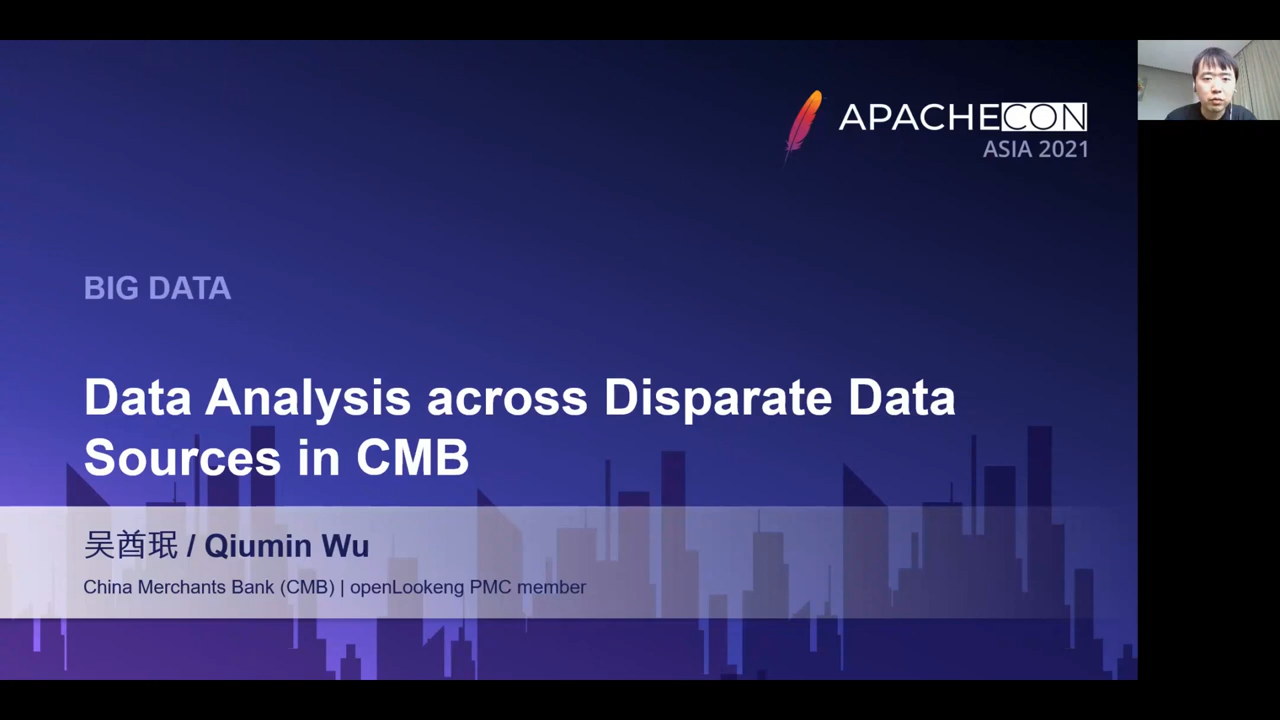 APACHECON
ASIA 2021
BIG DATA
Data Analysis across Disparate Data
Sources in CMB
吴酋珉 / Qiumin Wu
China Merchants Bank (CMB) | openLookeng PMC member